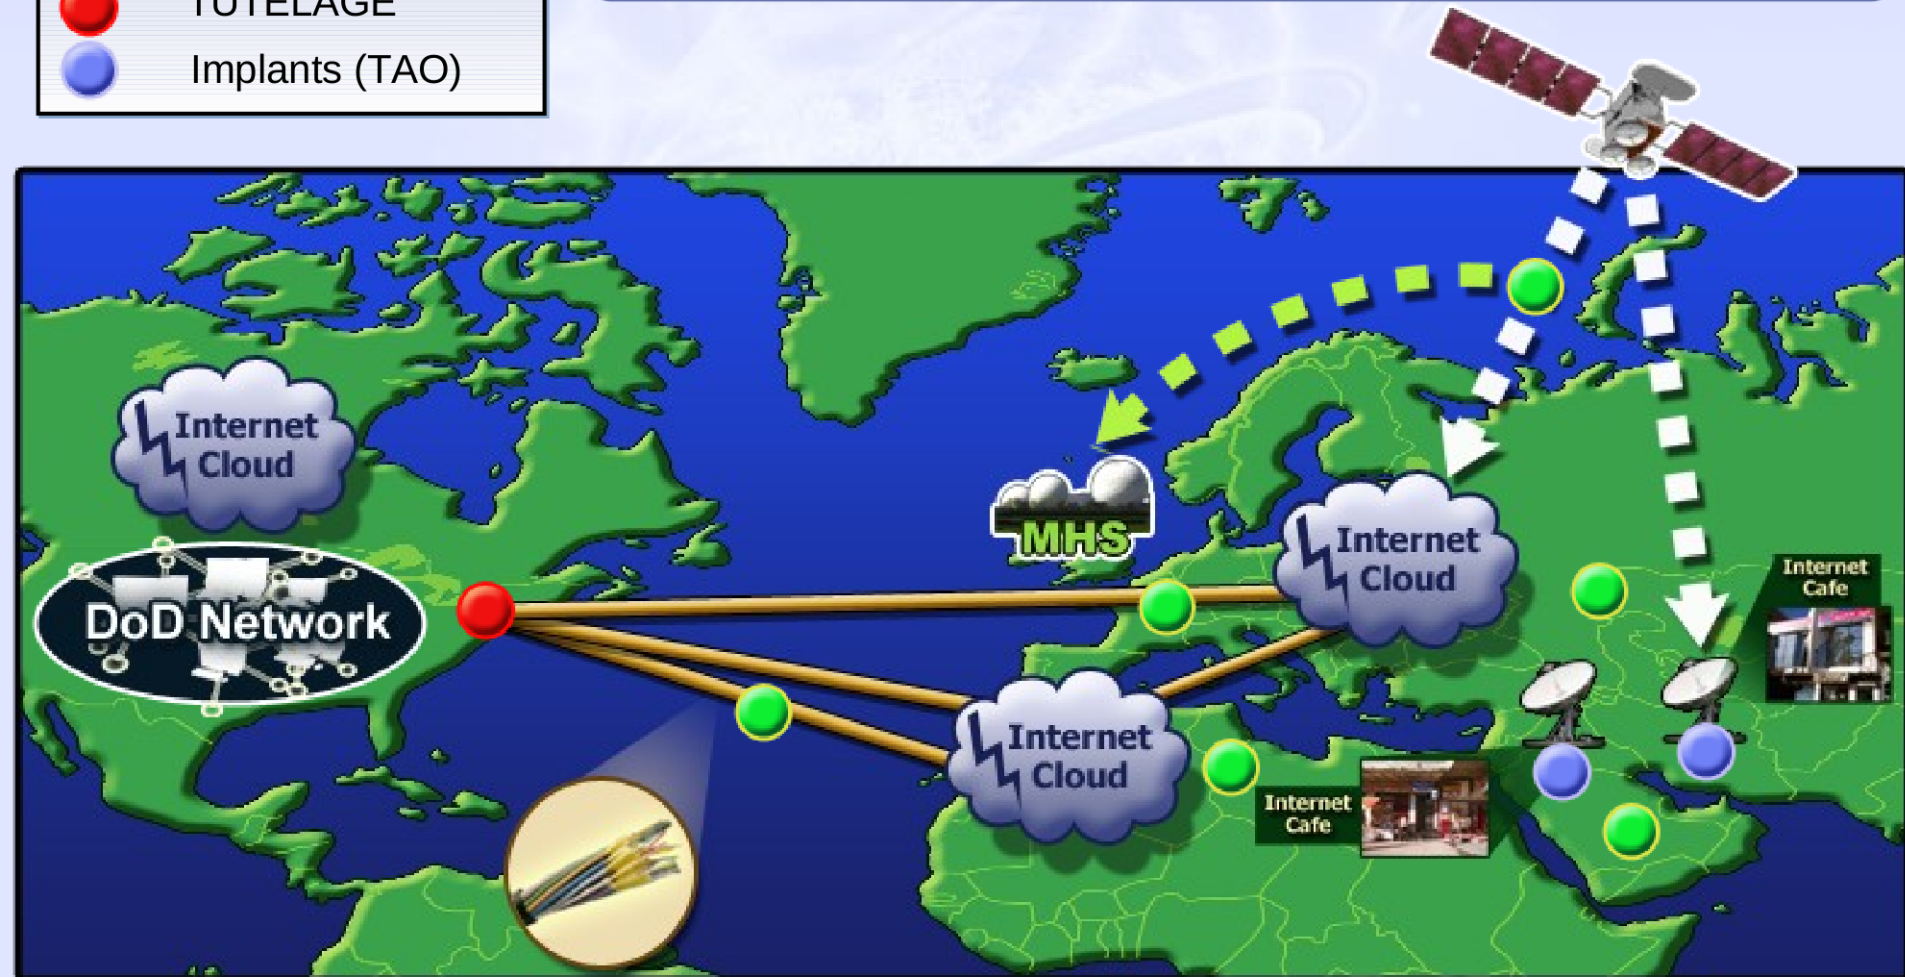 TUTELAGE
Implants (TAO)
Internet
Cloud
DoD Network
MHS
Internet
Cloud
Internet
Cafe
Internet
Cloud
Internet
Cafe